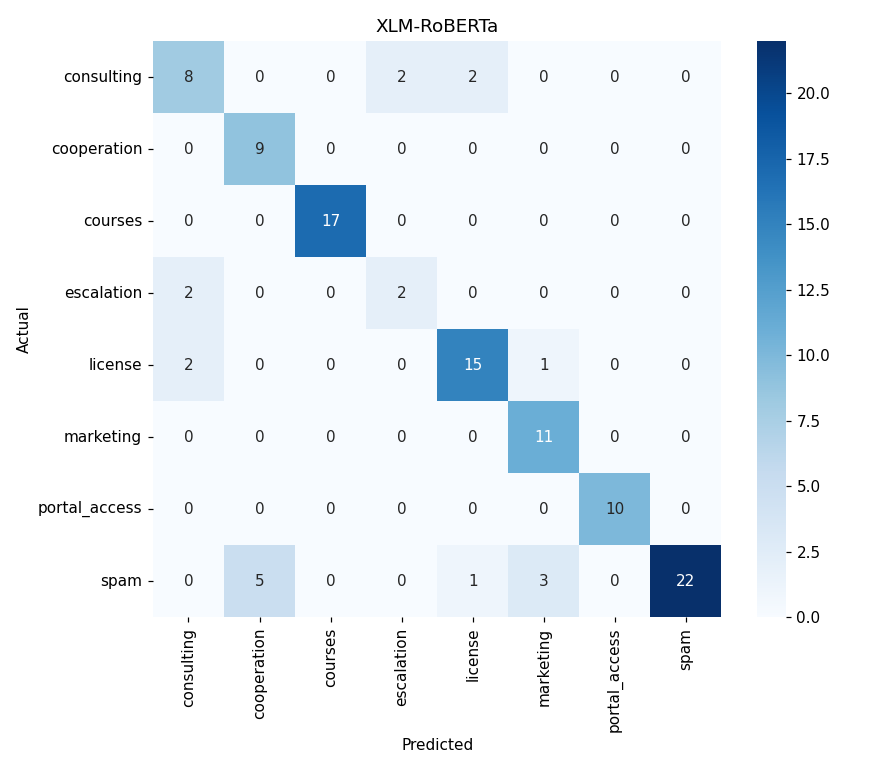 XLM-RoBERTa
consulting 8 0 0 2 2 0 0 0
cooperation 0 9 0 0 0 0 0 0
courses 0 0 17 0 0 0 0 0
escalation 2 0 0 2 0 0 0 0
license 2 0 0 0 15 1 0 0
marketing 0 0 0 0 0 11 0 0
portal_access 0 0 0 0 0 0 10 0
spam 0 5 0 0 1 3 0 22
Actual
consulting cooperation courses escalation license marketing portal_access spam
Predicted
20.0
17.5
15.0
12.5
10.0
7.5
5.0
2.5
0.0